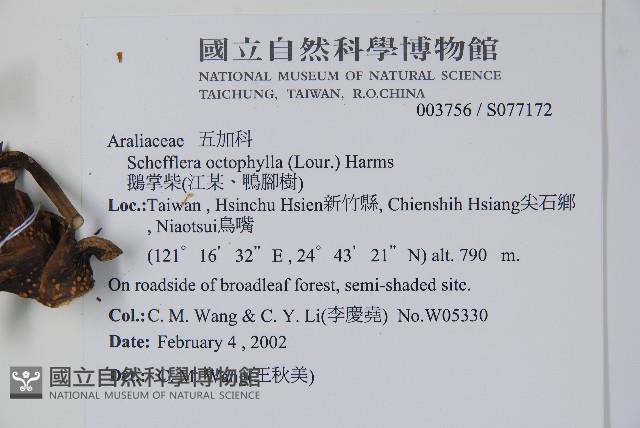 國立自然科學博物館
NATIONAL MUSEUM OF NATURAL SCIENCE
TAICHUNG, TAIWAN, R.O.CHINA
003756 / S077172
Araliaceae 五加科
Schefflera octophylla (Lour.) Harms
鵝掌柴(江某、鴨腳樹)
Loc.:Taiwan , Hsinchu Hsien新竹縣, Chienshih Hsiang尖石鄉
, Niaotsui鳥嘴
(121° 16' 32" E , 24° 43' 21" N) alt. 790 m.
On roadside of broadleaf forest, semi-shaded site.
Col.: C. M. Wang & C. Y. Li(李慶堯) No.W05330
Date: February 4 , 2002
Det.: C. M. Wang(王秋美)
國立自然科學博物館
NATIONAL MUSEUM OF NATURAL SCIENCE